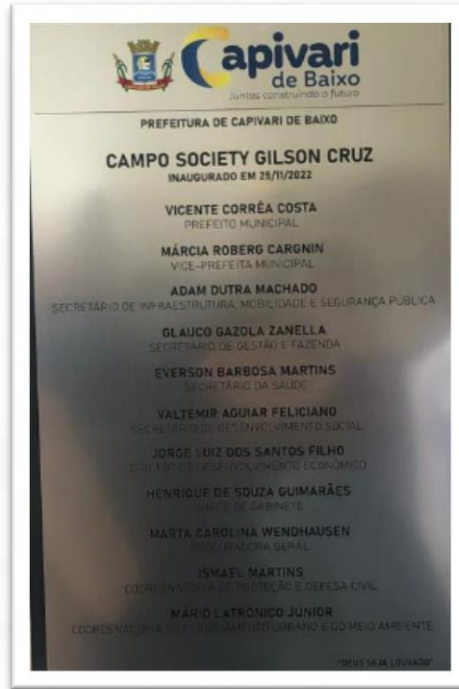 Capivari
de Baixo
Juntos construindo o futuro
PREFEITURA DE CAPIVARI DE BAIXO
CAMPO SOCIETY GILSON CRUZ
INAUGURADO EM 25/11/2022
VICENTE CORRÊA COSTA
PREFEITO MUNICIPAL
MÁRCIA ROBERG CARGNIN
VICE-PREFEITA MUNICIPAL
ADAM DUTRA MACHADO
SECRETÁRIO DE INFRAESTRUTURA, MOBILIDADE E SEGURANÇA PÚBLICA
GLAUCO GAZOLA ZANELLA
SECRETÁRIO DE GESTÃO E FAZENDA
EVERSON BARBOSA MARTINS
SECRETÁRIO DA SAÚDE
VALTEMIR AGUIAR FELICIANO
SECRETÁRIO DE DESENVOLVIMENTO SOCIAL
JORGE LUIZ DOS SANTOS FILHO
DIRETOR DE DESENVOLVIMENTO ECONÔMICO
HENRIQUE DE SOUZA GUIMARÃES
CHEFE DE GABINETE
MARTA CAROLINA WENDHAUSEN
PROCURADORA GERAL
ISMAEL MARTINS
COORDENADORIA DE PROTEÇÃO E DEFESA CIVIL
MARIO LATRÔNICO JÚNIOR
COORDENADORIA DE PLANEJAMENTO URBANO E DO MEIO AMBIENTE
"DEUS SEJA LOUVADO"